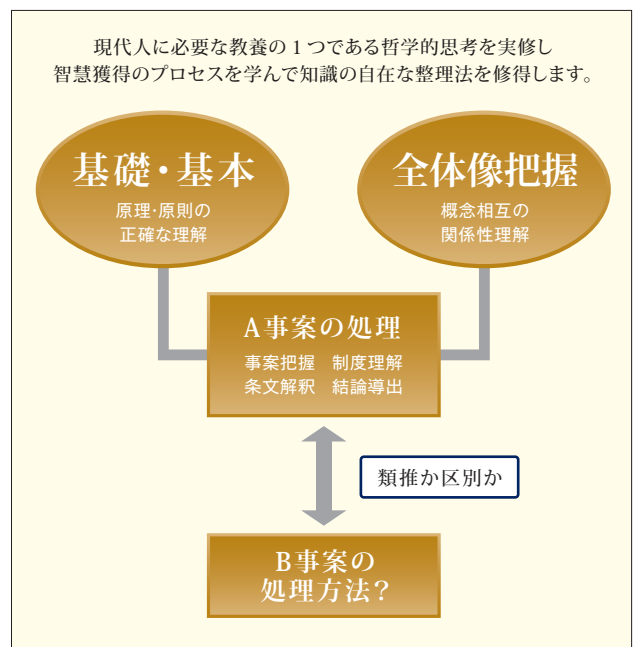 現代人に必要な教養の1つである哲学的思考を実修し
智慧獲得のプロセスを学んで知識の自在な整理法を修得します。
基礎・基本
原理・原則の
正確な理解
全体像把握
概念相互の
関係性理解
A事案の処理
事案把握　制度理解
条文解釈　結論導出
類推か区別か
B事案の
処理方法？